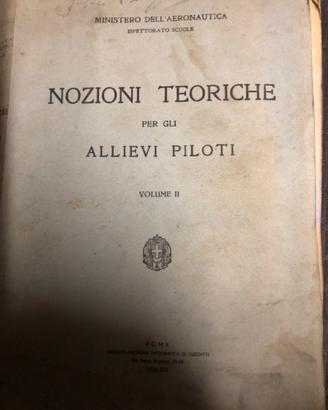 MINISTERO DELL'AERONAUTICA
ISPETTORATO SCUOLE
NOZIONI TEORICHE
PER GLI
ALLIEVI PILOTI
VOLUME II
ROMA